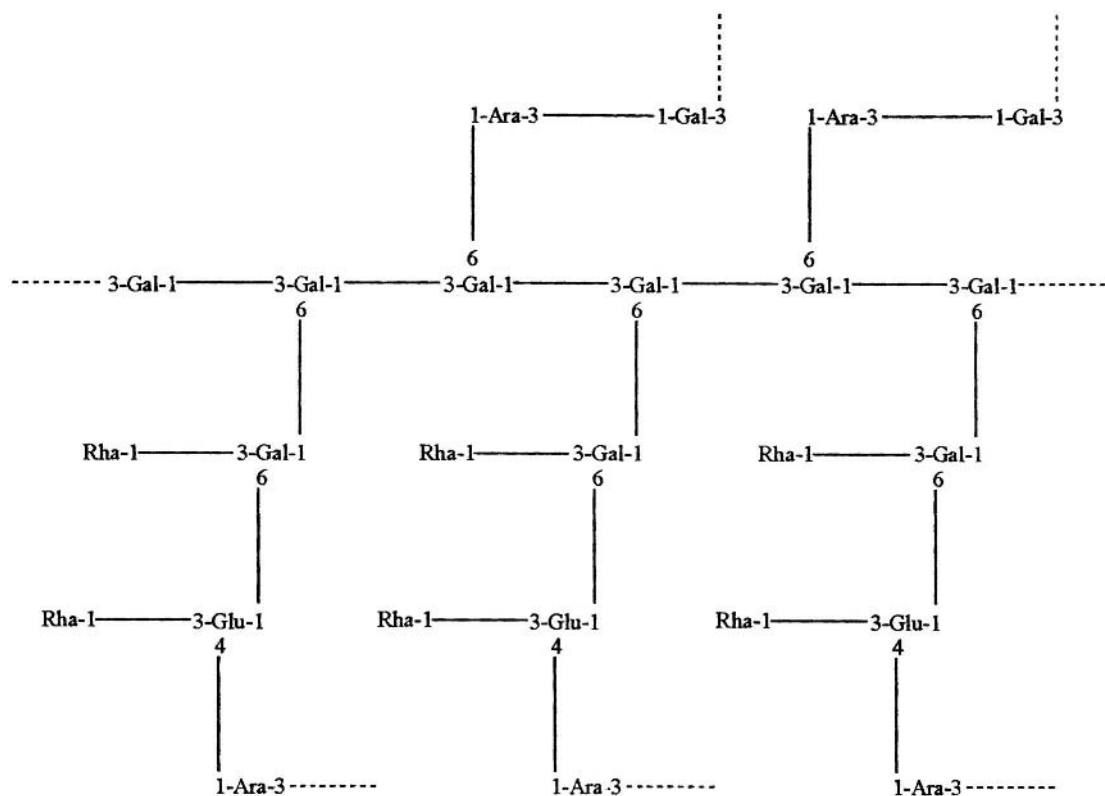 1-Ara-3 1-Gal-3 1-Ara-3 1-Gal-3
6 6
3-Gal-1 3-Gal-1 3-Gal-1 3-Gal-1 3-Gal-1 3-Gal-1
6 6 6
Rha-1 3-Gal-1 Rha-1 3-Gal-1 Rha-1 3-Gal-1
6 6 6
Rha-1 3-Glu-1 Rha-1 3-Glu-1 Rha-1 3-Glu-1
4 4 4
1-Ara-3 1-Ara-3 1-Ara-3